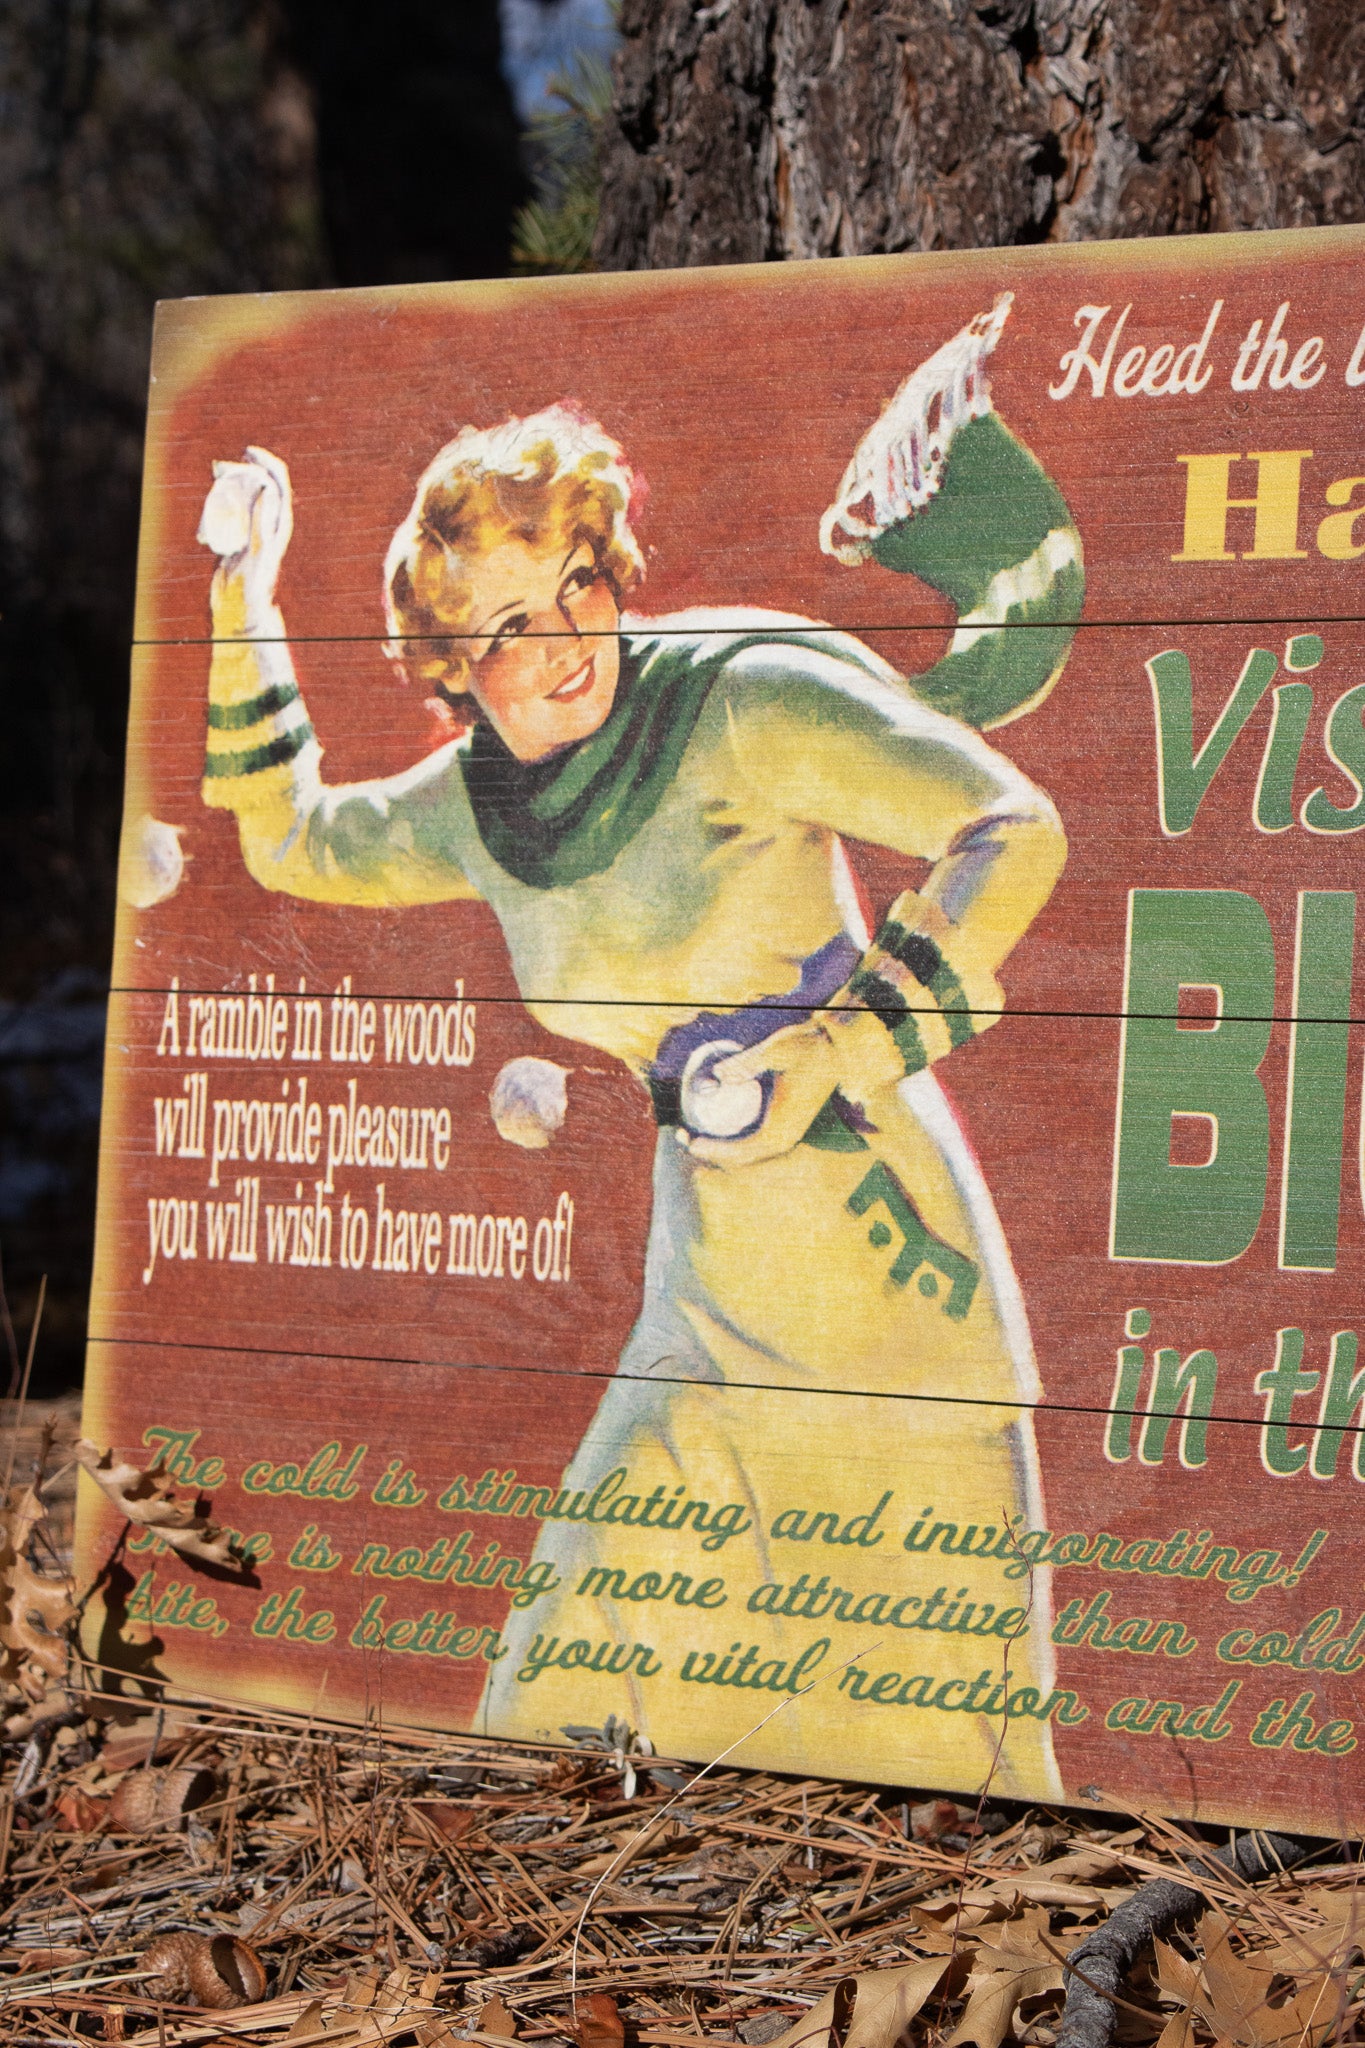 Heed the
Ha
Vis
Bl
in th
A ramble in the woods
will provide pleasure
you will wish to have more of!
The cold is stimulating and invigorating!
is nothing more attractive than cold
the better your vital reaction and the